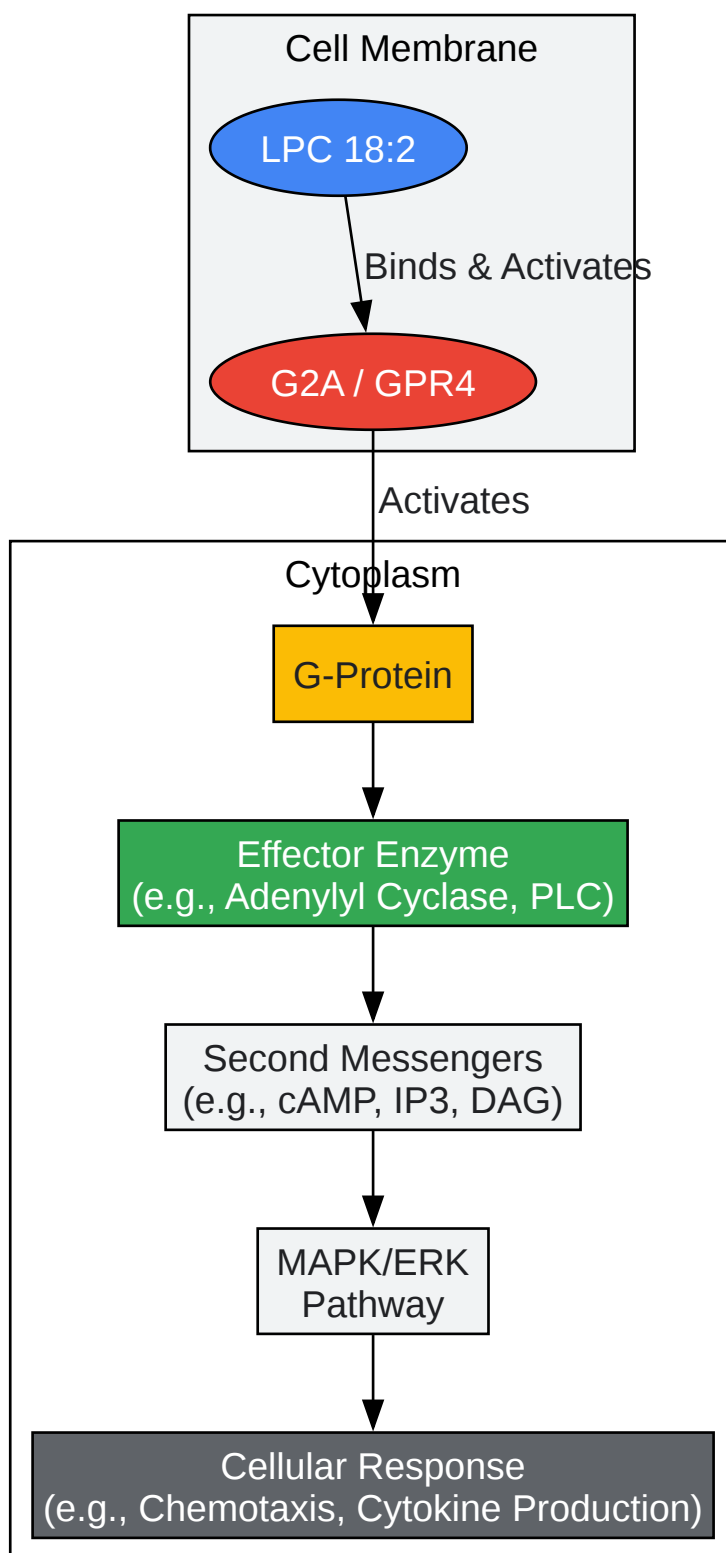 Cell Membrane
LPC 18:2
Binds & Activates
G2A / GPR4
Activates
Cytoplasm
G-Protein
Effector Enzyme
(e.g., Adenylyl Cyclase, PLC)
Second Messengers
(e.g., cAMP, IP3, DAG)
MAPK/ERK
Pathway
Cellular Response
(e.g., Chemotaxis, Cytokine Production)